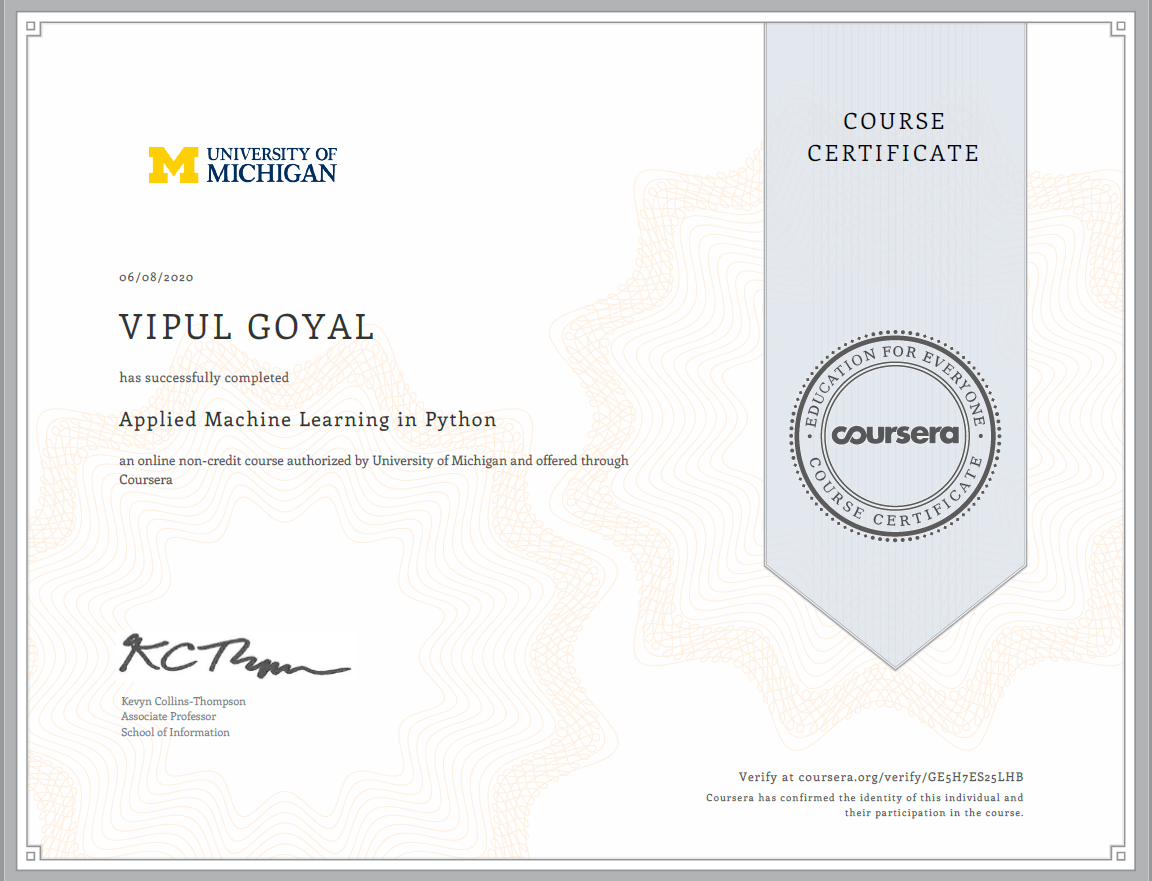 COURSE
CERTIFICATE
UNIVERSITY OF
MICHIGAN
06/08/2020
VIPUL GOYAL
has successfully completed
Applied Machine Learning in Python
an online non-credit course authorized by University of Michigan and offered through
Coursera
EDUCATION FOR EVERYONE
coursera
COURSE CERTIFICATE
KCThom
Kevyn Collins-Thompson
Associate Professor
School of Information
Verify at coursera.org/verify/GE5H7ES25LHB
Coursera has confirmed the identity of this individual and
their participation in the course.